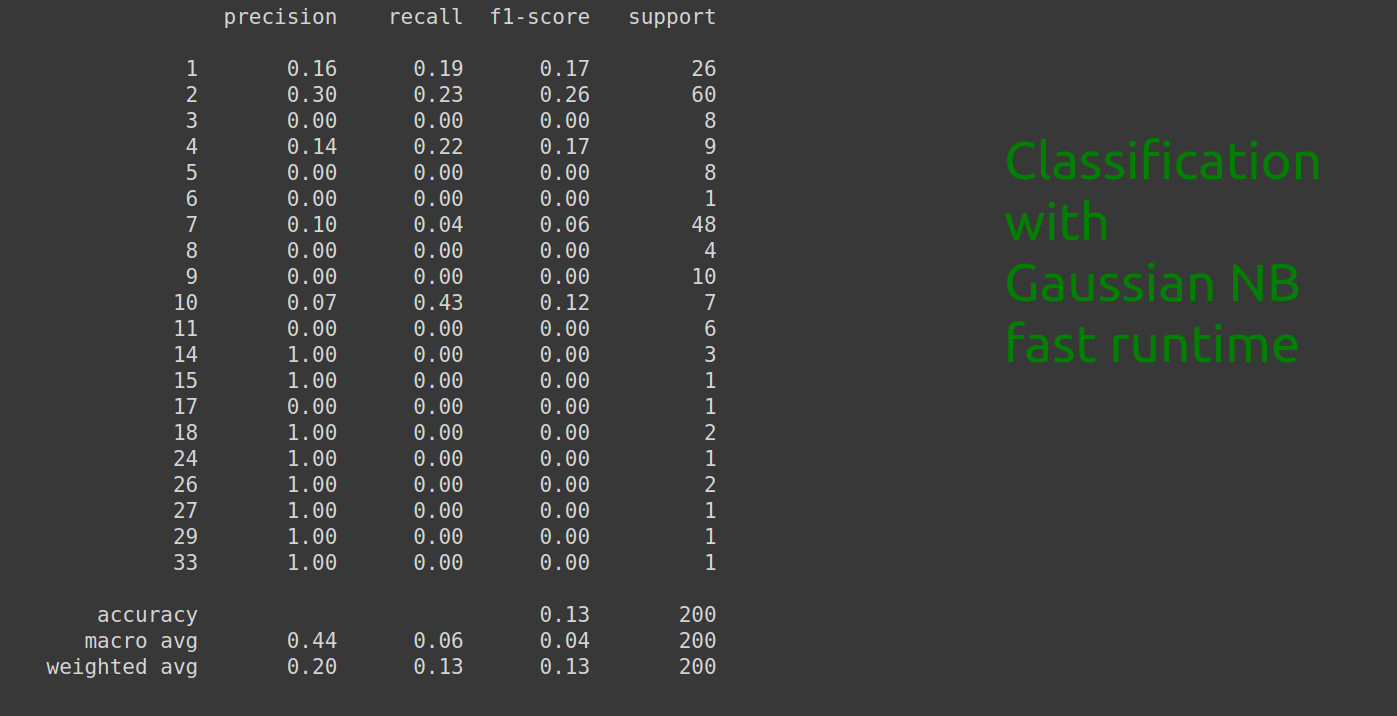 precision recall f1-score support
1 0.16 0.19 0.17 26
2 0.30 0.23 0.26 60
3 0.00 0.00 0.00 8
4 0.14 0.22 0.17 9
5 0.00 0.00 0.00 8
6 0.00 0.00 0.00 1
7 0.10 0.04 0.06 48
8 0.00 0.00 0.00 4
9 0.00 0.00 0.00 10
10 0.07 0.43 0.12 7
11 0.00 0.00 0.00 6
14 1.00 0.00 0.00 3
15 1.00 0.00 0.00 1
17 0.00 0.00 0.00 1
18 1.00 0.00 0.00 2
24 1.00 0.00 0.00 1
26 1.00 0.00 0.00 2
27 1.00 0.00 0.00 1
29 1.00 0.00 0.00 1
33 1.00 0.00 0.00 1
accuracy 0.13 200
macro avg 0.44 0.06 0.04 200
weighted avg 0.20 0.13 0.13 200
Classification
with
Gaussian NB
fast runtime